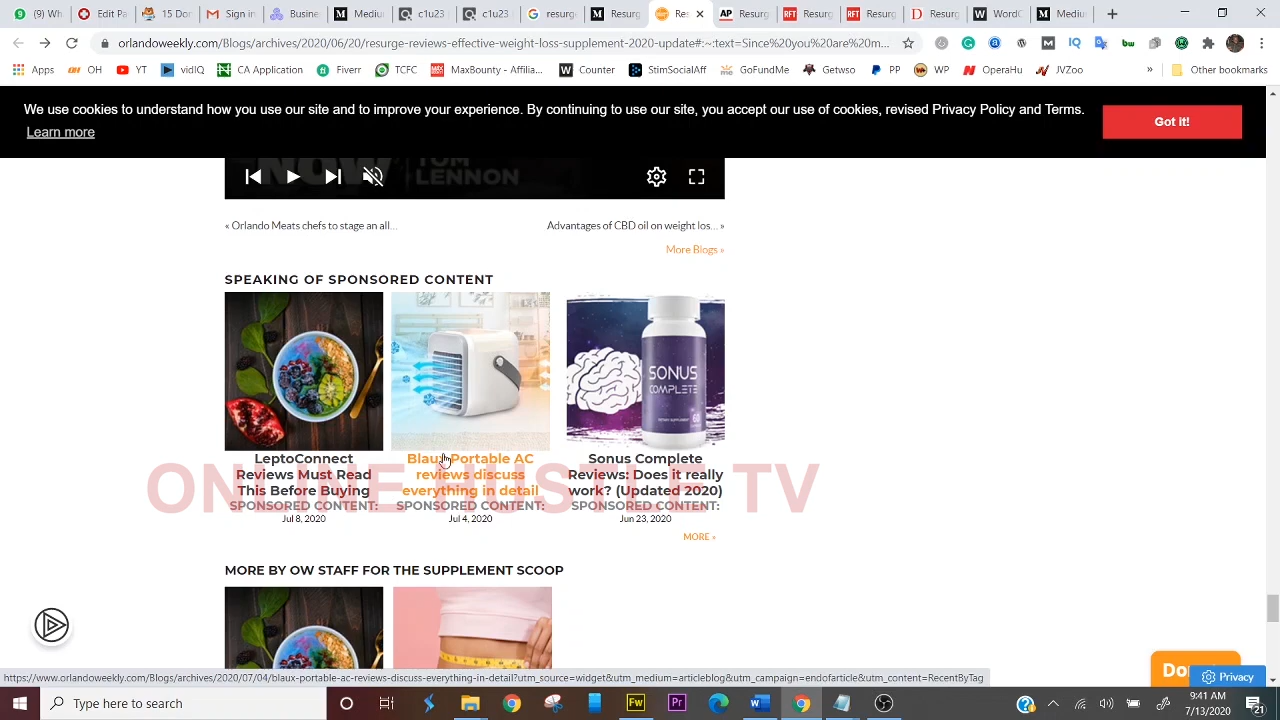 Busine
Wh
15
Edit P
Inb
Mediu
c1u23
c1u23
resurg
Resurg
Res
Resurg
Resurg
Resurg
Resurg
WordC
Mediu
orlandoweekly.com/Blogs/archives/2020/06/20/resurge-reviews-effective-weight-loss-supplement-2020-update#:~:text=Since%20you%20are%20m...
Apps OH YT vidIQ CA Application Fiverr TCFC MaxBounty - Affilia... Counter StimSocialAff GoFundMe Getwso PP WP OperaHu JVZoo » Other bookmarks
We use cookies to understand how you use our site and to improve your experience. By continuing to use our site, you accept our use of cookies, revised Privacy Policy and Terms.
Learn more
Got it!
TOM
NOW
LENNON
« Orlando Meats chefs to stage an all...
Advantages of CBD oil on weight los... »
More Blogs »
SPEAKING OF SPONSORED CONTENT
SONUS
COMPLETE
LeptoConnect
Reviews Must Read
This Before Buying
SPONSORED CONTENT:
Jul 8, 2020
Blaux Portable AC
reviews discuss
everything in detail
SPONSORED CONTENT:
Jul 4, 2020
Sonus Complete
Reviews: Does it really
work? (Updated 2020)
SPONSORED CONTENT:
Jun 23, 2020
ONLINE HUSTLE TV
MORE »
MORE BY OW STAFF FOR THE SUPPLEMENT SCOOP
Do
Privacy
https://www.orlandoweekly.com/Blogs/archives/2020/07/04/blaux-portable-ac-reviews-discuss-everything-in-detail?utm_source=widget&utm_medium=articleblog&utm_campaign=endofarticle&utm_content=RecentByTag
Type here to search
9:41 AM
7/13/2020
21